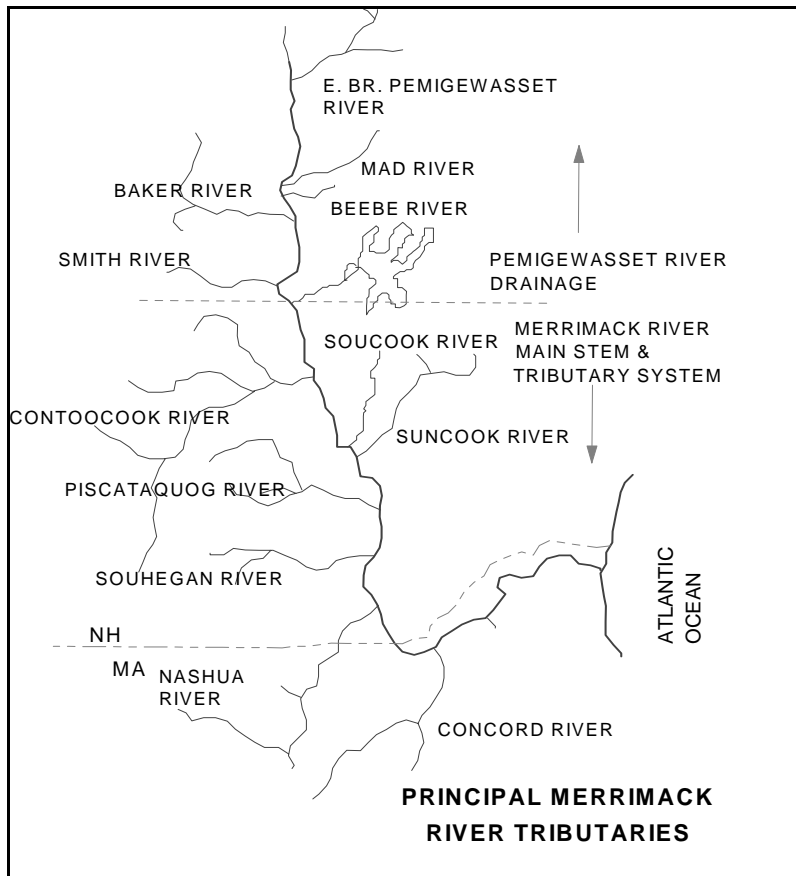 E. BR. PEMIGEWASSET
RIVER
MAD RIVER
BAKER RIVER
BEEBE RIVER
SMITH RIVER
PEMIGEWASSET RIVER
DRAINAGE
MERRIMACK RIVER
MAIN STEM &
TRIBUTARY SYSTEM
SOUCOOK RIVER
CONTOOCOOK RIVER
SUNCOOK RIVER
PISCATAQUOG RIVER
SOUHEGAN RIVER
ATLANTIC
OCEAN
NH
MA
NASHUA
RIVER
CONCORD RIVER
PRINCIPAL MERRIMACK
RIVER TRIBUTARIES